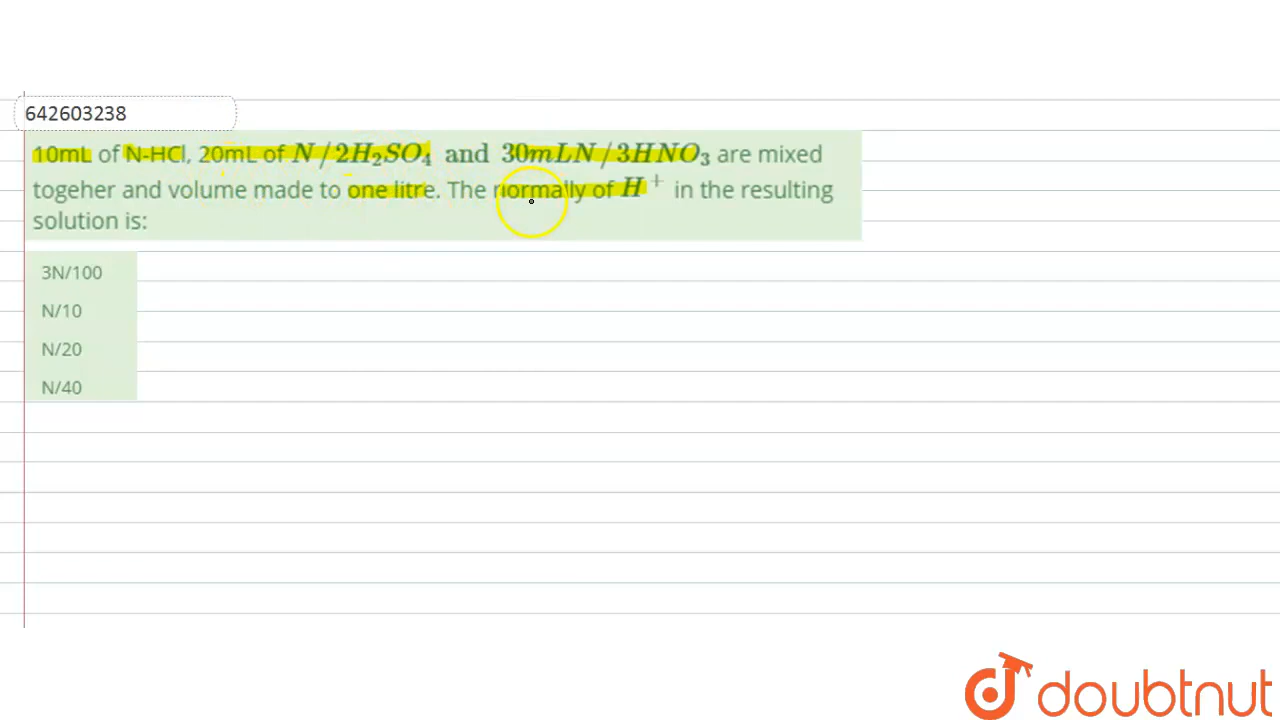 642603238
10mL of N-HCl, 20mL of N/2H₂SO₄ and 30mLN/3HNO₃ are mixed
togeher and volume made to one litre. The normally of H⁺ in the resulting
solution is:
3N/100
N/10
N/20
N/40
doubtnut